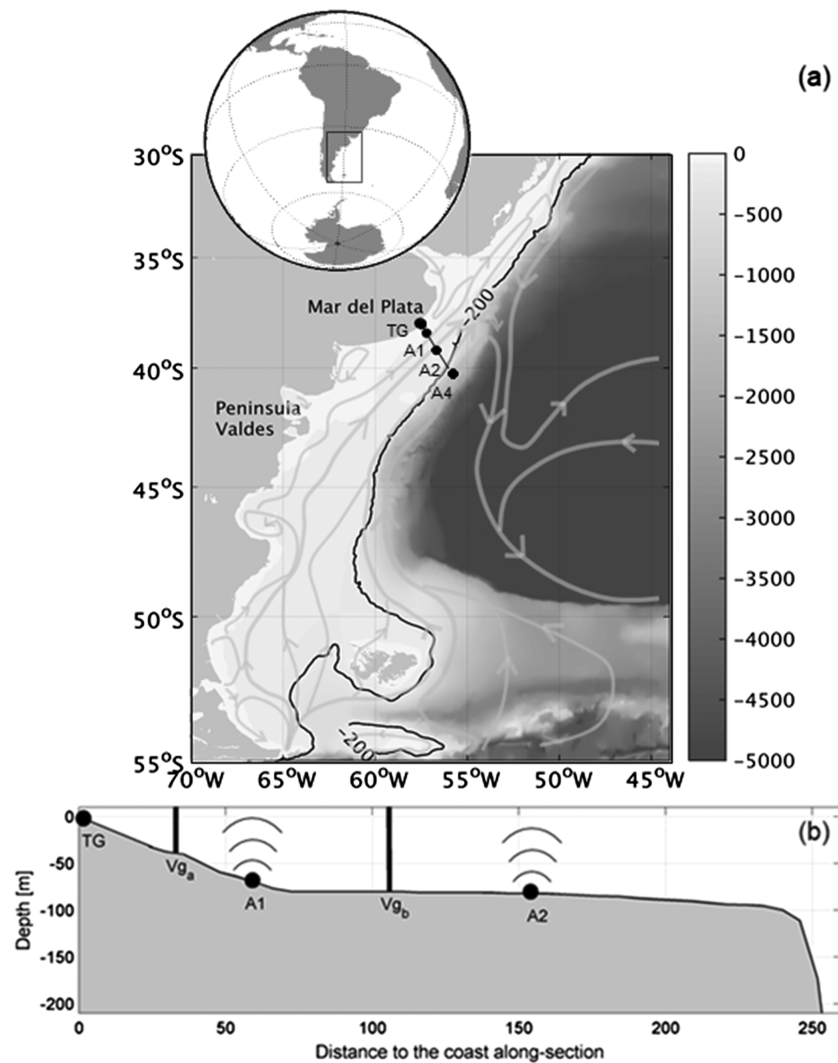 (a)
30°S
35°S
40°S
45°S
50°S
55°S
Mar del Plata
TG
A1
A2
A4
Peninsula
Valdes
-200
-200
70°W 65°W 60°W 55°W 50°W 45°W
0
-500
-1000
-1500
-2000
-2500
-3000
-3500
-4000
-4500
-5000
(b)
0
-50
-100
-150
-200
Depth [m]
TG
Vga
A1
Vgb
A2
0 50 100 150 200 250
Distance to the coast along-section